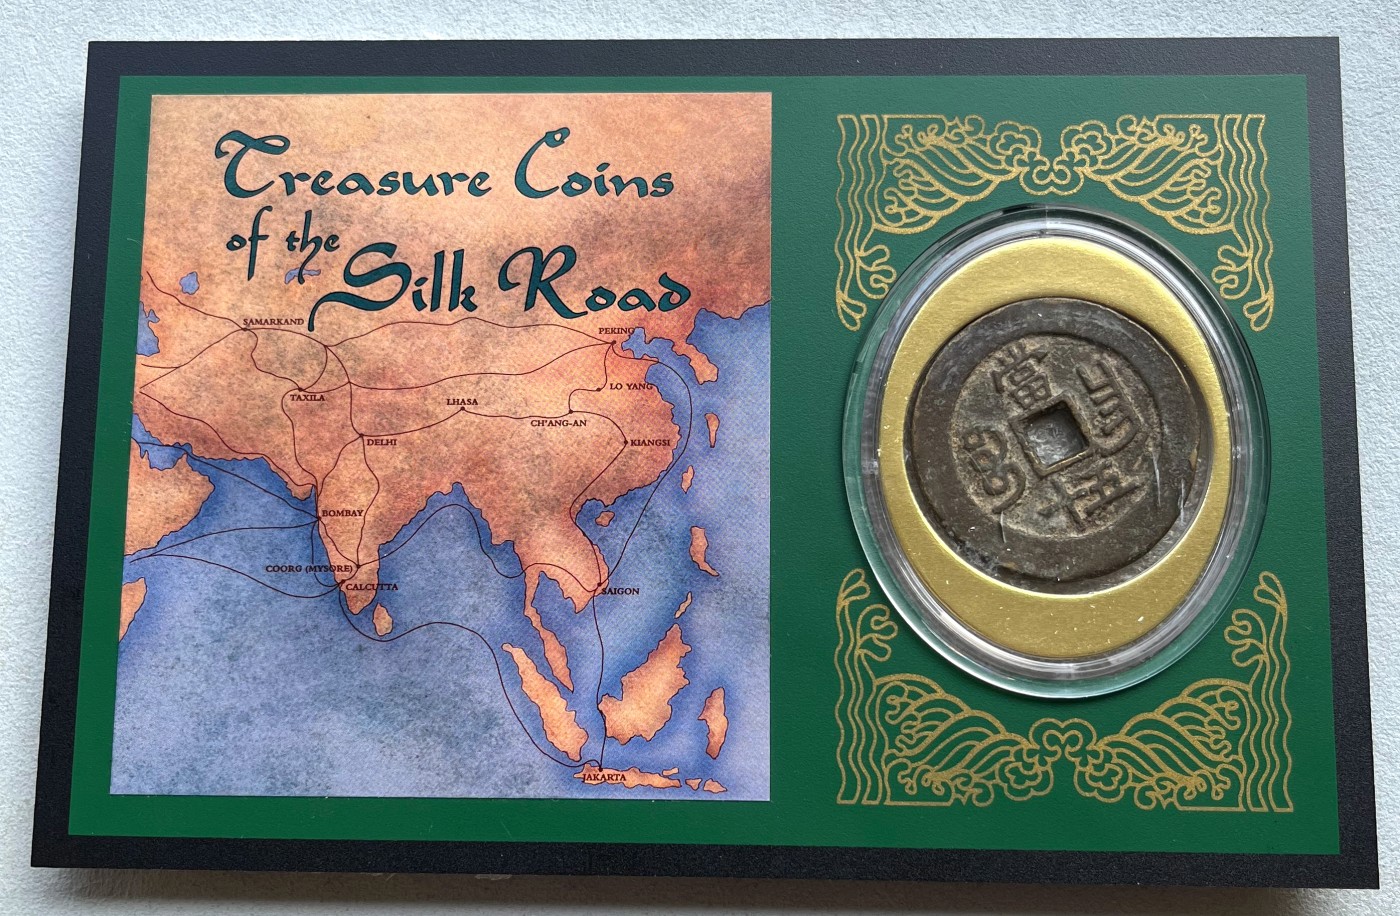 Treasure Coins
of the
Silk Road
SAMARKAND
PEKING
TAXILA
LHASA
LO YANG
CH'ANG-AN
DELHI
KIANGSI
BOMBAY
COORG (MYSORE)
CALCUTTA
SAIGON
JAKARTA
當